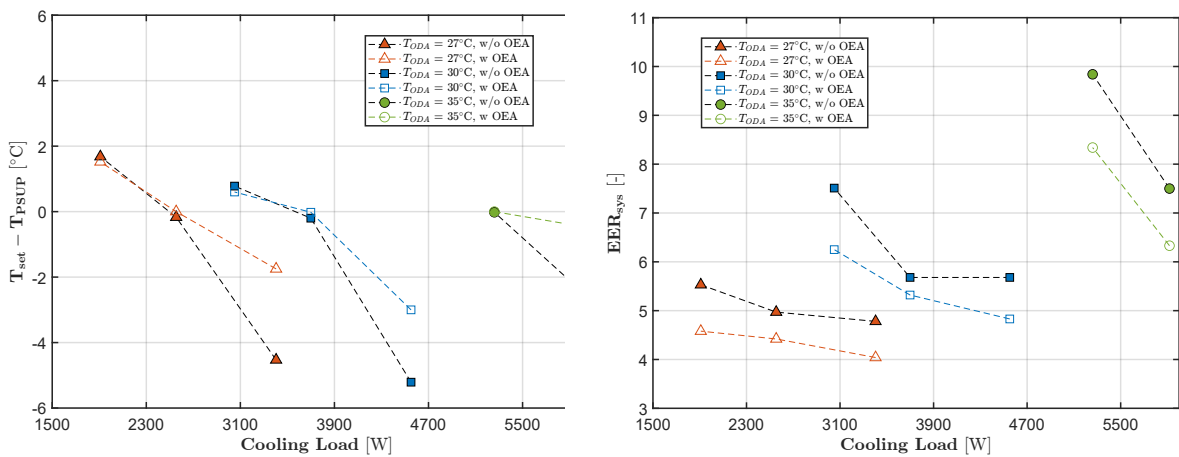 6
4
2
0
-2
-4
-6
T_set − T_PSUP [°C]
T_ODA = 27°C, w/o OEA
T_ODA = 27°C, w OEA
T_ODA = 30°C, w/o OEA
T_ODA = 30°C, w OEA
T_ODA = 35°C, w/o OEA
T_ODA = 35°C, w OEA
1500 2300 3100 3900 4700 5500
Cooling Load [W]
11
10
9
8
7
6
5
4
3
EER_sys [-]
T_ODA = 27°C, w/o OEA
T_ODA = 27°C, w OEA
T_ODA = 30°C, w/o OEA
T_ODA = 30°C, w OEA
T_ODA = 35°C, w/o OEA
T_ODA = 35°C, w OEA
1500 2300 3100 3900 4700 5500
Cooling Load [W]